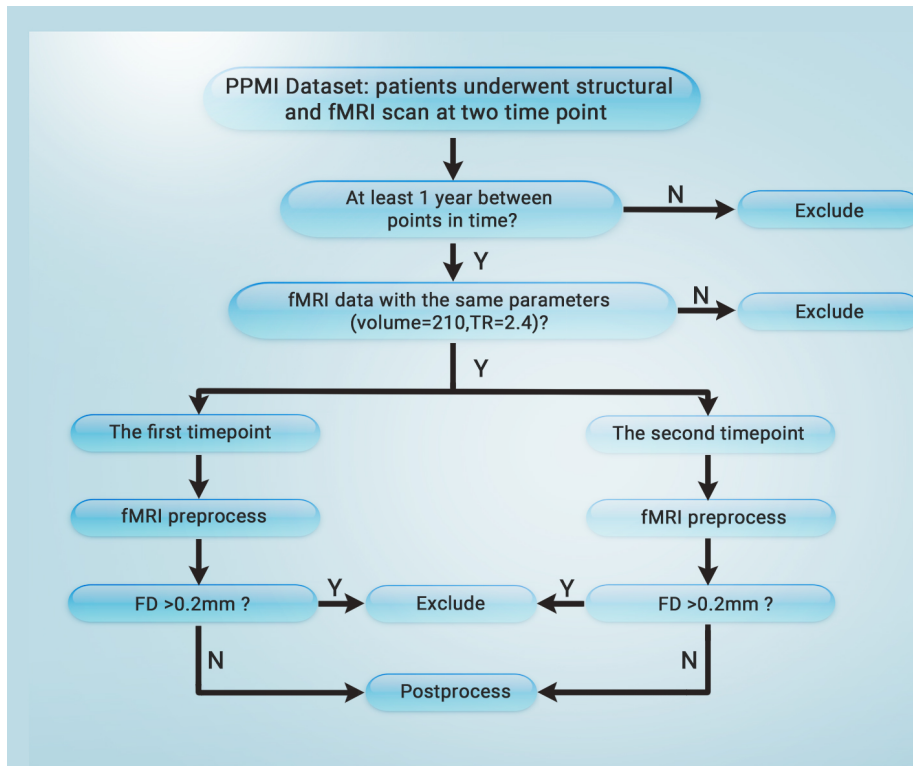 PPMI Dataset: patients underwent structural
and fMRI scan at two time point
At least 1 year between
points in time?
N
Exclude
Y
fMRI data with the same parameters
(volume=210,TR=2.4)?
N
Exclude
Y
The first timepoint
The second timepoint
fMRI preprocess
fMRI preprocess
FD >0.2mm ?
Y
Exclude
Y
FD >0.2mm ?
N
N
Postprocess